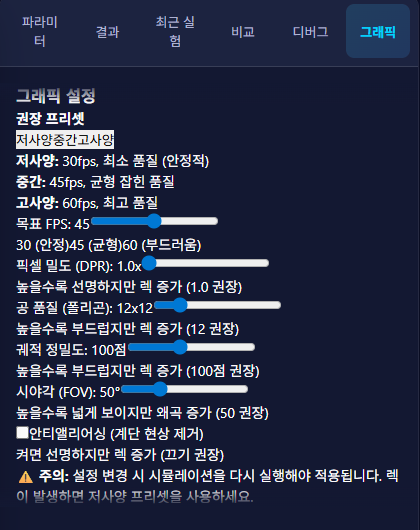 파라미터
결과
최근 실험
비교
디버그
그래픽
그래픽 설정
권장 프리셋
저사양중간고사양
저사양: 30fps, 최소 품질 (안정적)
중간: 45fps, 균형 잡힌 품질
고사양: 60fps, 최고 품질
목표 FPS: 45
30 (안정)45 (균형)60 (부드러움)
픽셀 밀도 (DPR): 1.0x
높을수록 선명하지만 렉 증가 (1.0 권장)
공 품질 (폴리곤): 12x12
높을수록 부드럽지만 렉 증가 (12 권장)
궤적 정밀도: 100점
높을수록 부드럽지만 렉 증가 (100점 권장)
시야각 (FOV): 50°
높을수록 넓게 보이지만 왜곡 증가 (50 권장)
안티앨리어싱 (계단 현상 제거)
켜면 선명하지만 렉 증가 (끄기 권장)
⚠️ 주의: 설정 변경 시 시뮬레이션을 다시 실행해야 적용됩니다. 렉
이 발생하면 저사양 프리셋을 사용하세요.